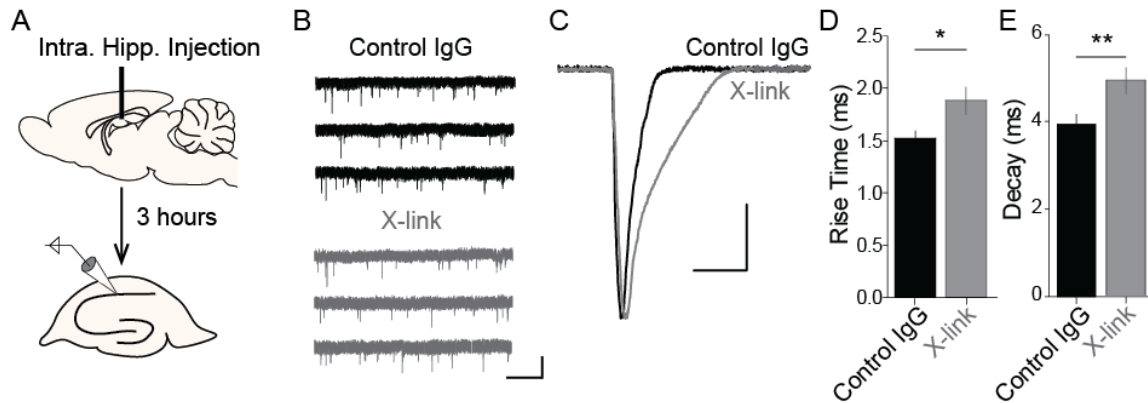 A
Intra. Hipp. Injection
3 hours
B
Control IgG
X-link
C
Control IgG
X-link
D
*
Rise Time (ms)
2.5
2.0
1.5
1.0
0.5
0.0
Control IgG
X-link
E
**
Decay (ms)
6
4
2
0
Control IgG
X-link